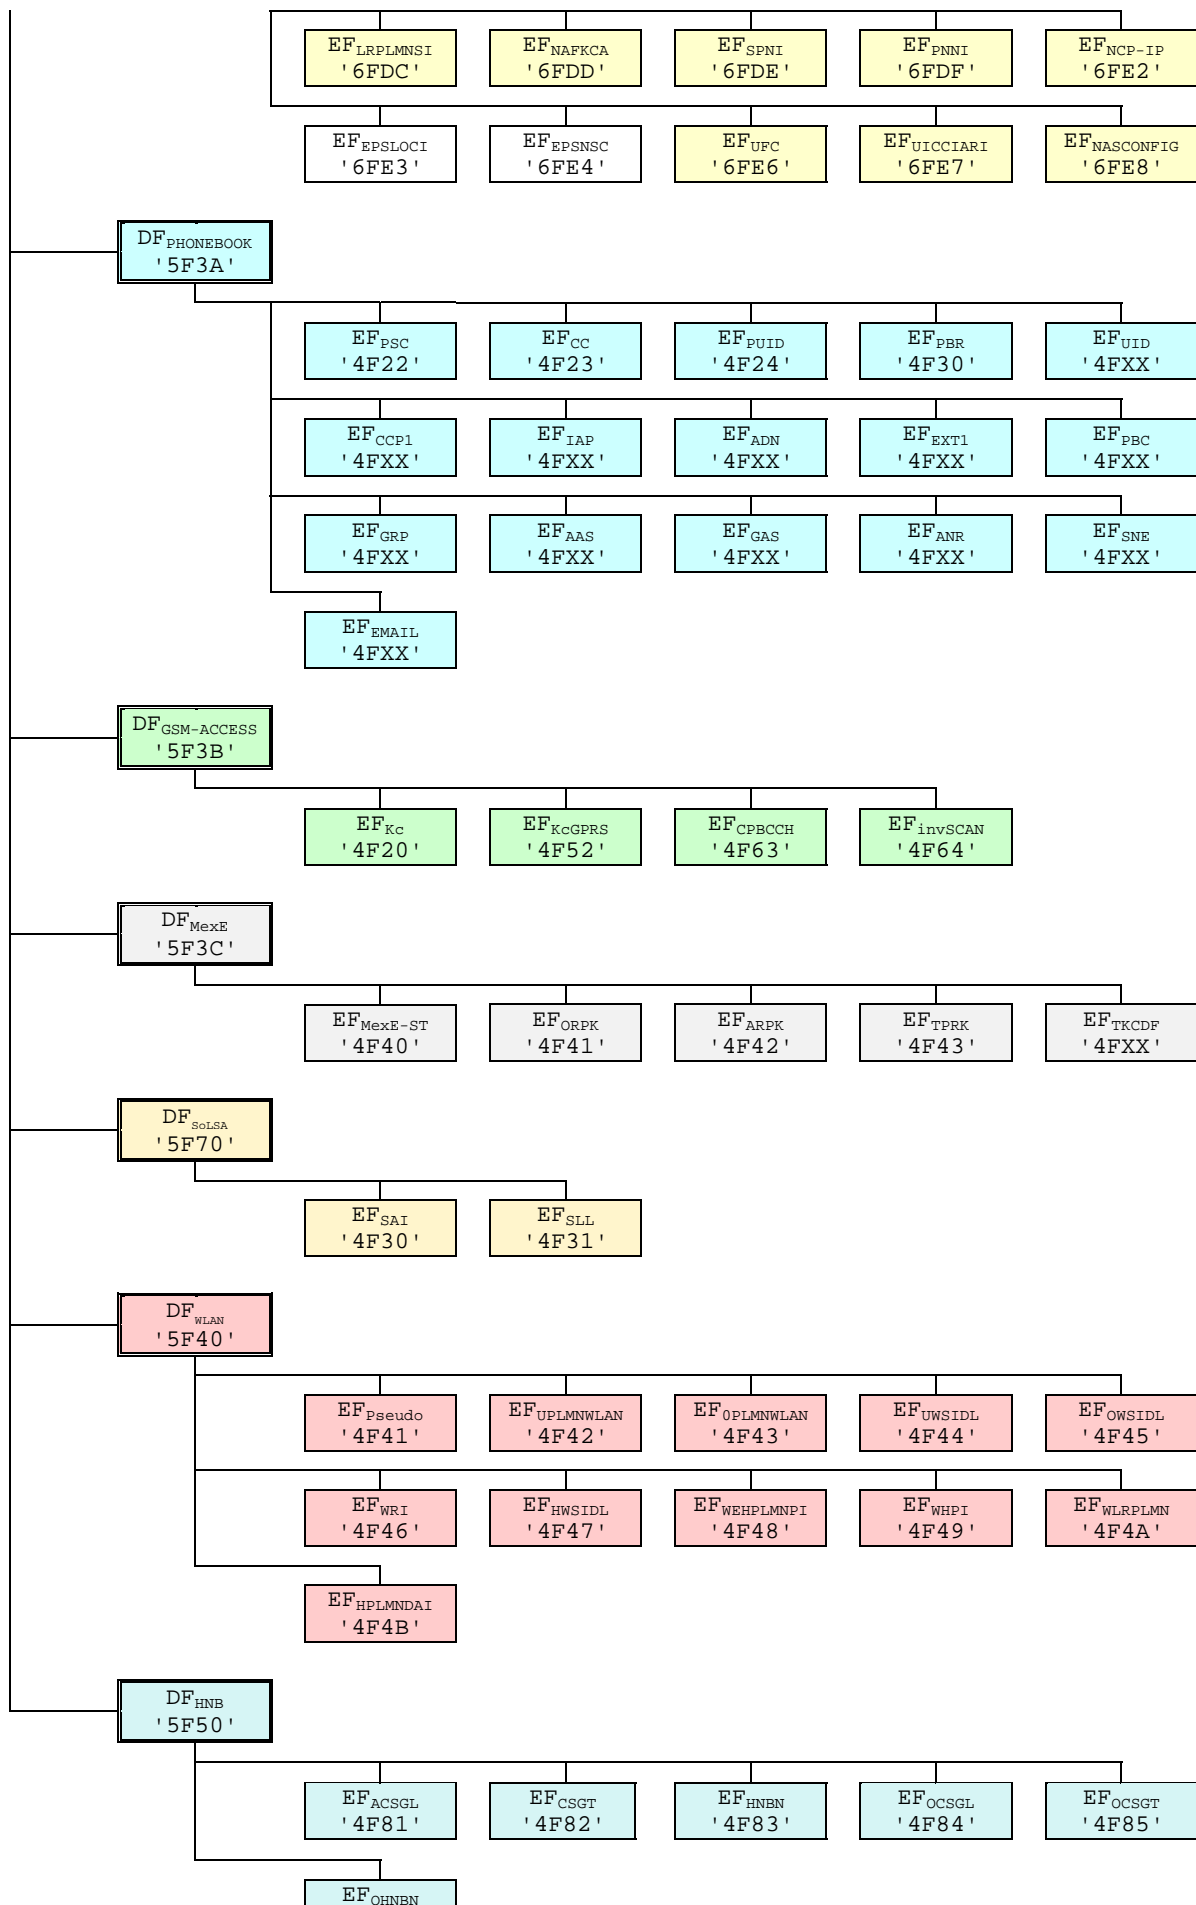 EFLRPLMNSI EFNAFKCA EFSPNI EFPNNI EFNCP-IP
'6FDC' '6FDD' '6FDE' '6FDF' '6FE2'
EFEPSLOCI EFEPSNSC EFUFC EFUICCIARI EFNASCONFIG
'6FE3' '6FE4' '6FE6' '6FE7' '6FE8'
DFPHONEBOOK
'5F3A'
EFPSC EFCC EFPUID EFPBR EFUID
'4F22' '4F23' '4F24' '4F30' '4FXX'
EFCCP1 EFIAP EFADN EFEXT1 EFPBC
'4FXX' '4FXX' '4FXX' '4FXX' '4FXX'
EFGRP EFAAS EFGAS EFANR EFSNE
'4FXX' '4FXX' '4FXX' '4FXX' '4FXX'
EFEMAIL
'4FXX'
DFGSM-ACCESS
'5F3B'
EFKc EFKcGPRS EFCPBCCH EFinvSCAN
'4F20' '4F52' '4F63' '4F64'
DFMexE
'5F3C'
EFMexE-ST EFORPK EFARPK EFTPRK EFTKCDF
'4F40' '4F41' '4F42' '4F43' '4FXX'
DFSoLSA
'5F70'
EFSAI EFSLL
'4F30' '4F31'
DFWLAN
'5F40'
EFPseudo EFUPLMNWLAN EF0PLMNWLAN EFUWSIDL EFOWSIDL
'4F41' '4F42' '4F43' '4F44' '4F45'
EFWRI EFHWSIDL EFWEHPLMNPI EFWHPI EFWLRPLMN
'4F46' '4F47' '4F48' '4F49' '4F4A'
EFHPLMNDAI
'4F4B'
DFHNB
'5F50'
EFACSGL EFCSGT EFHNBN EFOCSGL EFOCSGT
'4F81' '4F82' '4F83' '4F84' '4F85'
EFOHNBN